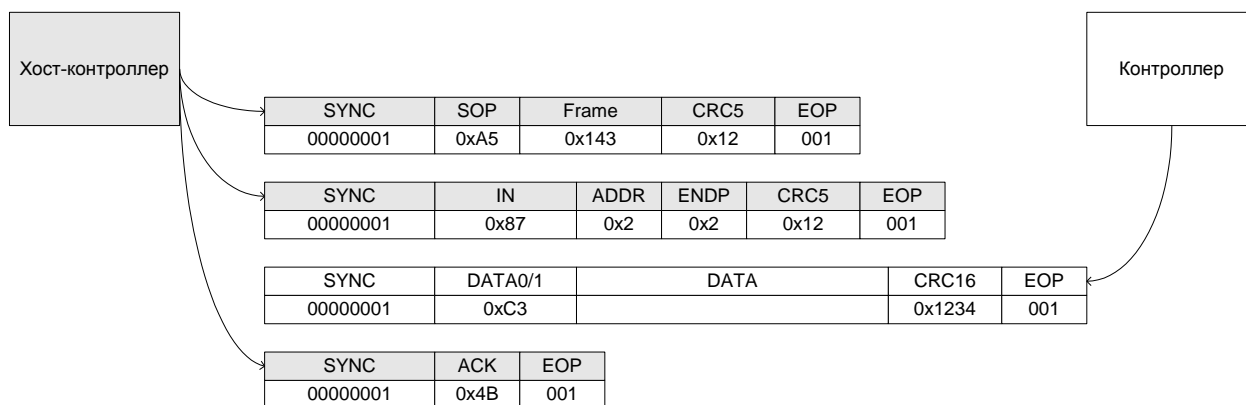 Хост-контроллер
Контроллер
SYNC SOP Frame CRC5 EOP
00000001 0xA5 0x143 0x12 001
SYNC IN ADDR ENDP CRC5 EOP
00000001 0x87 0x2 0x2 0x12 001
SYNC DATA0/1 DATA CRC16 EOP
00000001 0xC3 0x1234 001
SYNC ACK EOP
00000001 0x4B 001